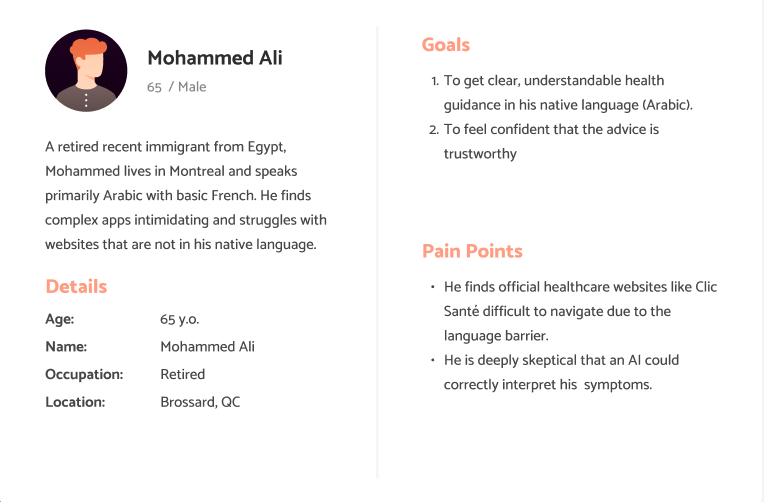 Mohammed Ali
65 / Male
A retired recent immigrant from Egypt,
Mohammed lives in Montreal and speaks
primarily Arabic with basic French. He finds
complex apps intimidating and struggles with
websites that are not in his native language.
Details
Age: 65 y.o.
Name: Mohammed Ali
Occupation: Retired
Location: Brossard, QC
Goals
1. To get clear, understandable health
guidance in his native language (Arabic).
2. To feel confident that the advice is
trustworthy
Pain Points
• He finds official healthcare websites like Clic
Santé difficult to navigate due to the
language barrier.
• He is deeply skeptical that an AI could
correctly interpret his symptoms.